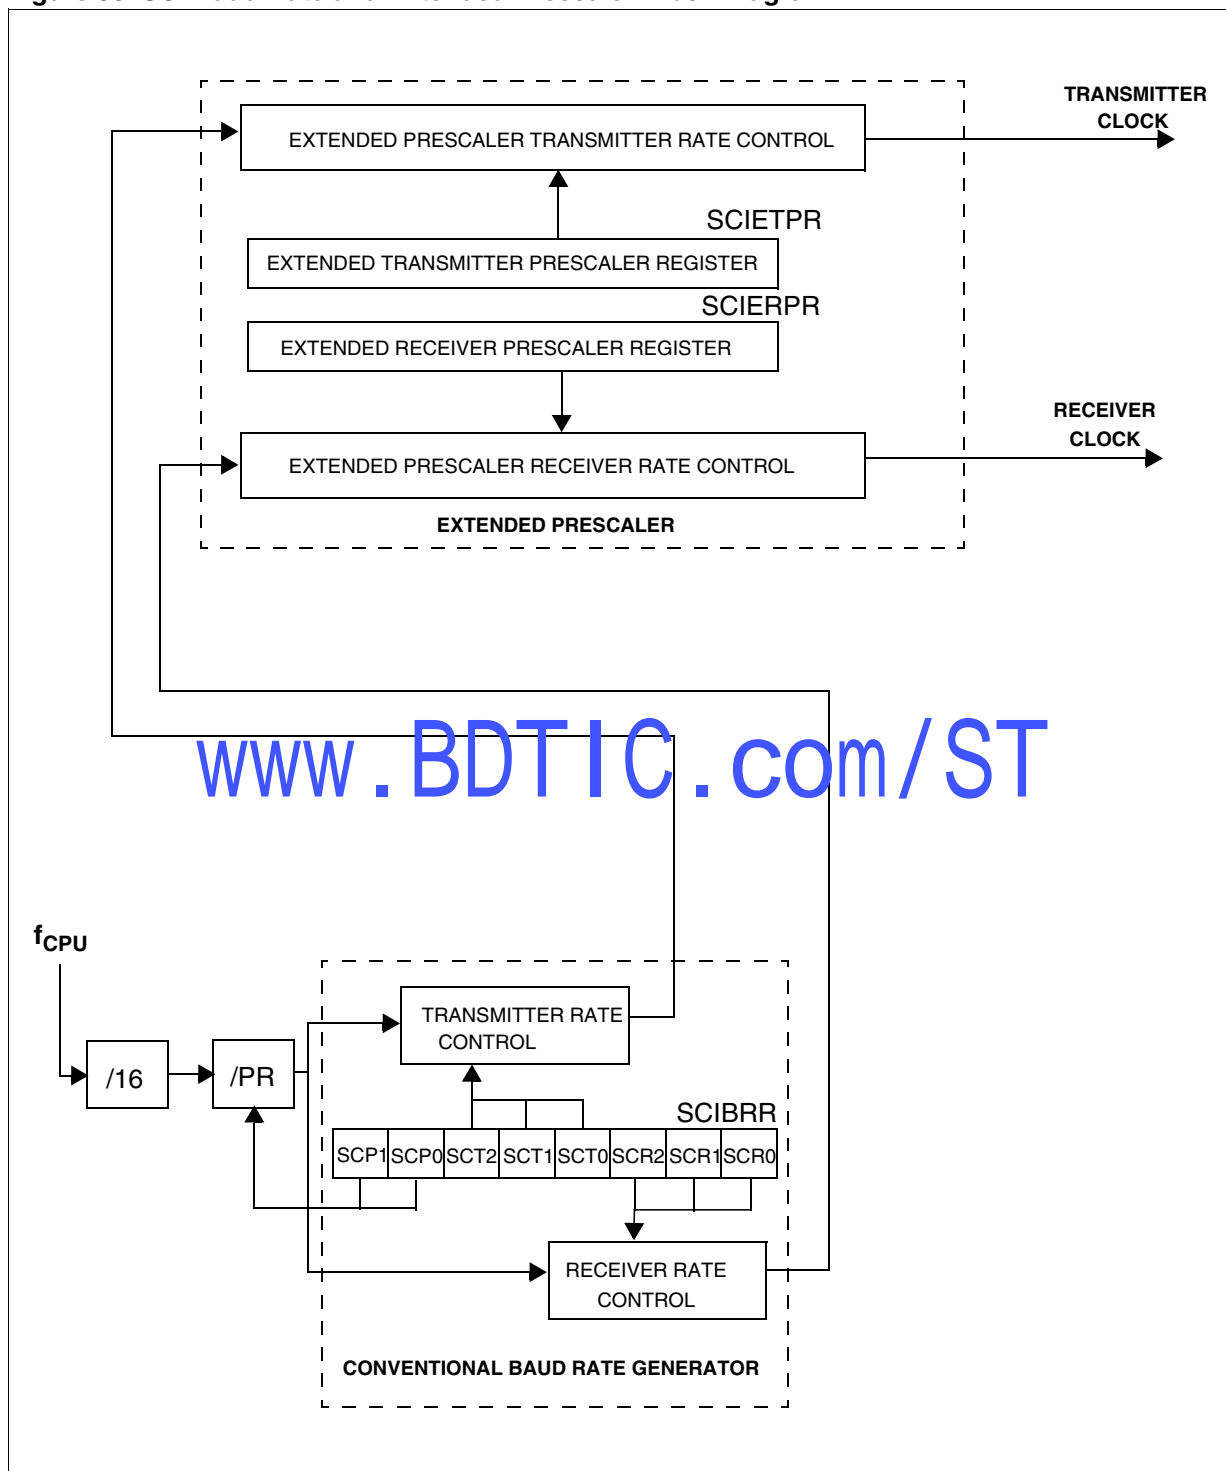 TRANSMITTER
CLOCK
EXTENDED PRESCALER TRANSMITTER RATE CONTROL
SCIETPR
EXTENDED TRANSMITTER PRESCALER REGISTER
SCIERPR
EXTENDED RECEIVER PRESCALER REGISTER
RECEIVER
CLOCK
EXTENDED PRESCALER RECEIVER RATE CONTROL
EXTENDED PRESCALER
www.BDTIC.com/ST
fCPU
TRANSMITTER RATE
CONTROL
/16
/PR
SCIBRR
SCP1 SCP0 SCT2 SCT1 SCT0 SCR2 SCR1 SCR0
RECEIVER RATE
CONTROL
CONVENTIONAL BAUD RATE GENERATOR